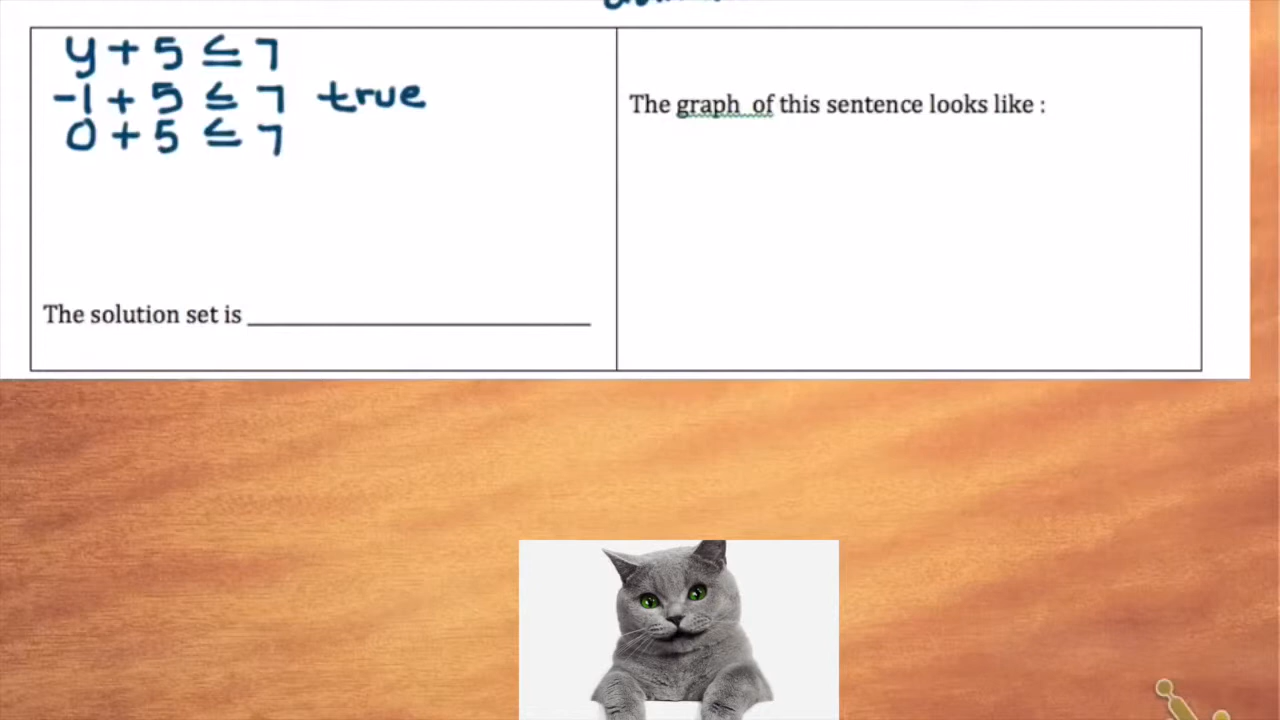 y + 5 ≤ 7
-1 + 5 ≤ 7 true
0 + 5 ≤ 7
The graph of this sentence looks like :
The solution set is ____________________